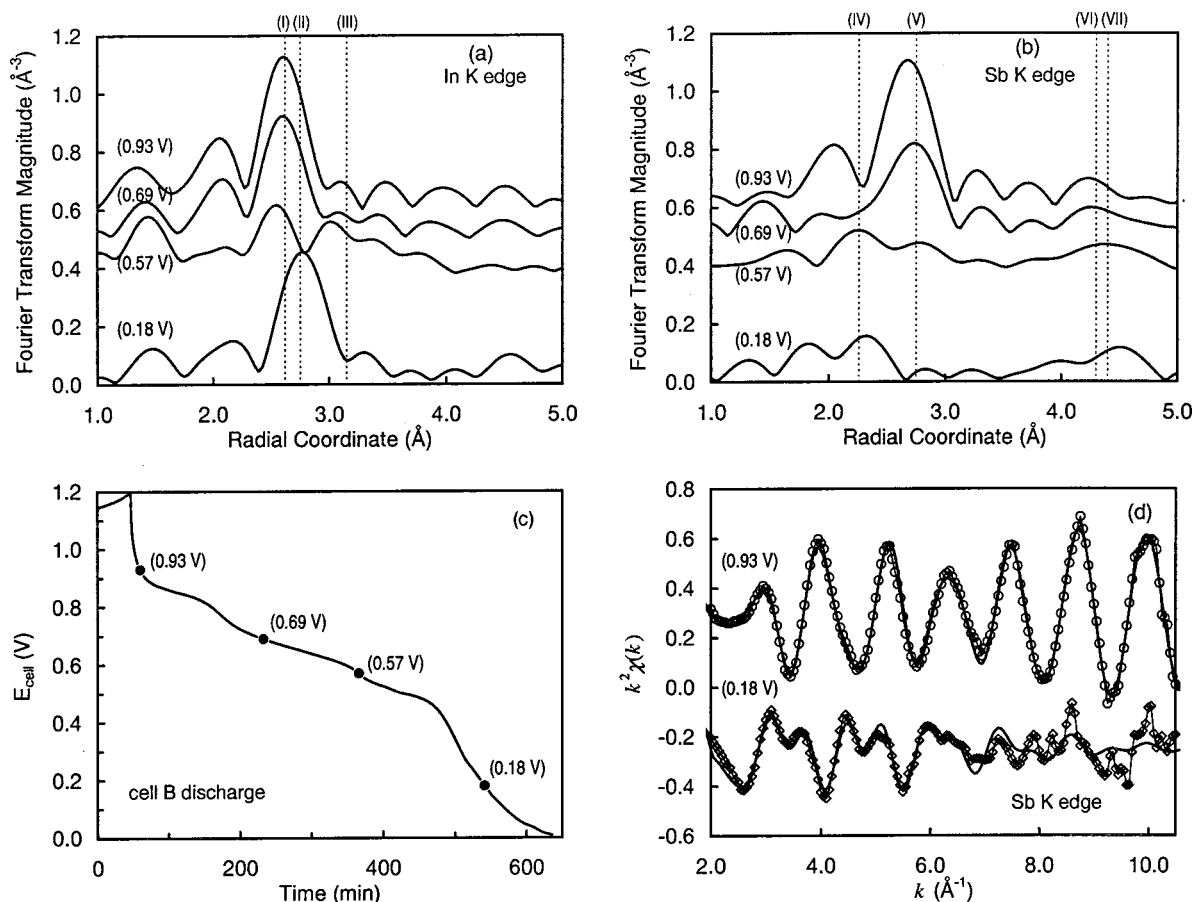 (I) (II) (III)
(a)
In K edge
(0.93 V)
(0.69 V)
(0.57 V)
(0.18 V)
Fourier Transform Magnitude (Å⁻³)
1.2
1.0
0.8
0.6
0.4
0.2
0.0
1.0 2.0 3.0 4.0 5.0
Radial Coordinate (Å)
(IV) (V) (VI) (VII)
(b)
Sb K edge
(0.93 V)
(0.69 V)
(0.57 V)
(0.18 V)
Fourier Transform Magnitude (Å⁻³)
1.2
1.0
0.8
0.6
0.4
0.2
0.0
1.0 2.0 3.0 4.0 5.0
Radial Coordinate (Å)
(c)
(0.93 V)
(0.69 V)
(0.57 V)
(0.18 V)
cell B discharge
E_cell (V)
1.2
1.0
0.8
0.6
0.4
0.2
0.0
0 200 400 600
Time (min)
(d)
(0.93 V)
(0.18 V)
Sb K edge
k²χ(k)
0.8
0.6
0.4
0.2
0.0
-0.2
-0.4
-0.6
2.0 4.0 6.0 8.0 10.0
k (Å⁻¹)